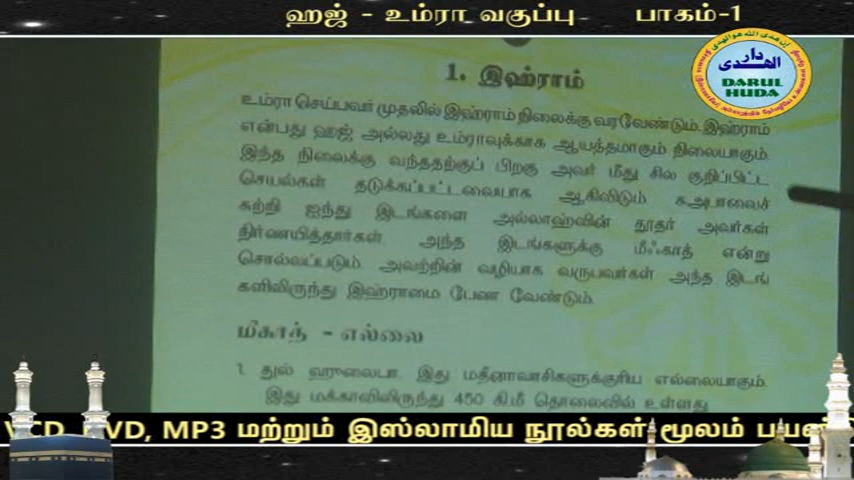 ஹஜ் - உம்ரா வகுப்பு பாகம்-1
دار
الهدى
DARUL
HUDA
1. இஹ்ராம்
உம்ரா செய்பவர் முதலில் இஹ்ராம் நிலைக்கு வரவேண்டும். இஹ்ராம்
என்பது ஹஜ் அல்லது உம்ராவுக்காக ஆயத்தமாகும் நிலையாகும்.
இந்த நிலைக்கு வந்ததற்குப் பிறகு அவர் மீது சில குறிப்பிட்ட
செயல்கள் தடுக்கப்பட்டவையாக ஆகிவிடும். கஅபாவைச்
சுற்றி ஐந்து இடங்களை அல்லாஹ்வின் தூதர் அவர்கள்
நிர்ணயித்தார்கள். அந்த இடங்களுக்கு மீஃகாத் என்று
சொல்லப்படும். அவற்றின் வழியாக வருபவர்கள் அந்த இடங்
களிலிருந்து இஹ்ராமை பேண வேண்டும்.
மீகாத் - எல்லை
1. துல் ஹுலைபா. இது மதீனாவாசிகளுக்குரிய எல்லையாகும்.
இது மக்காவிலிருந்து 450 கி.மீ தொலைவில் உள்ளது
VCD, DVD, MP3 மற்றும் இஸ்லாமிய நூல்கள் மூலம்